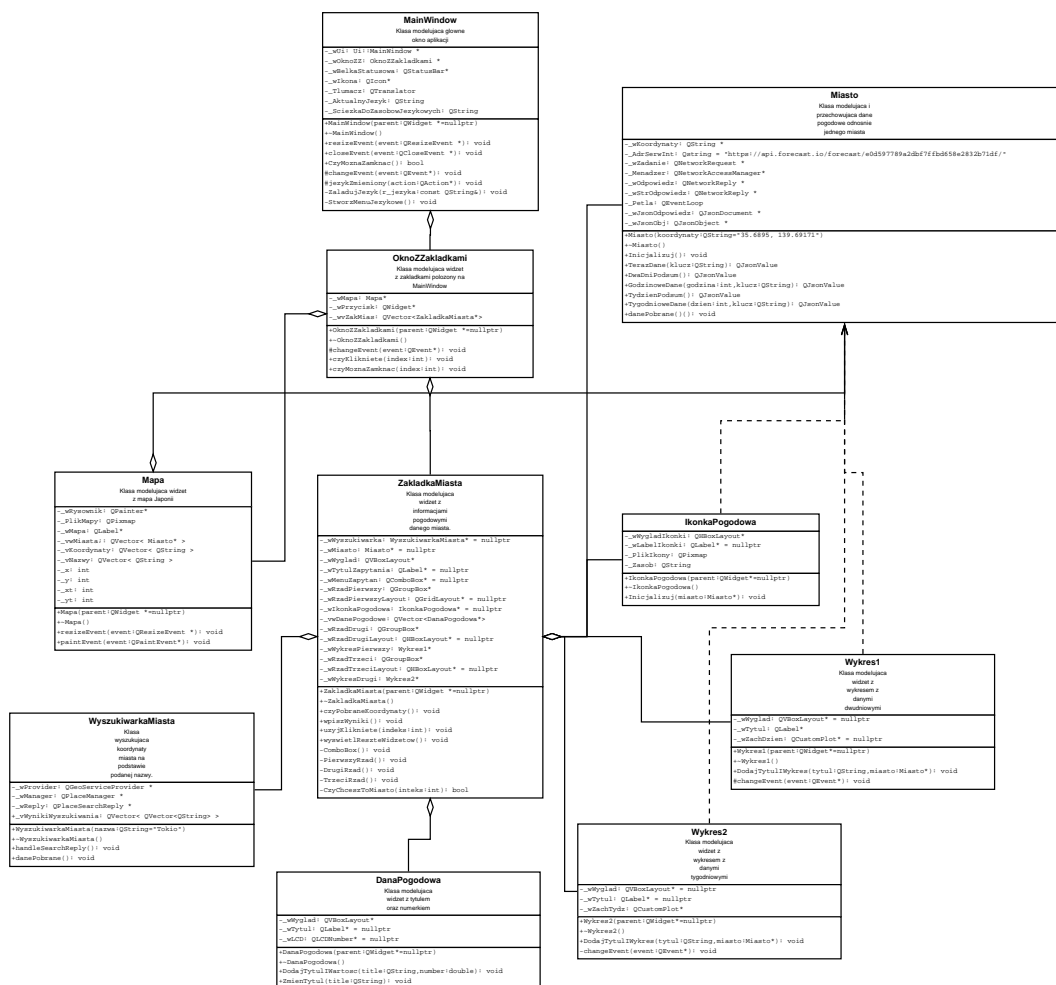 MainWindow
Klasa modelujaca glowne
okno aplikacji
-_wUi: Ui::MainWindow *
-_wOknoZZ: OknoZZakladkami *
-_wBelkaStatusowa: QStatusBar*
-_wIkona: QIcon*
-_Tlumacz: QTranslator
-_AktualnyJezyk: QString
-_SciezkaDoZasobowJezykowych: QString
+MainWindow(parent:QWidget *=nullptr)
+~MainWindow()
+resizeEvent(event:QResizeEvent *): void
+closeEvent(event:QCloseEvent *): void
+CzyMoznaZamknac(): bool
#changeEvent(event:QEvent*): void
#jezykZmieniony(action:QAction*): void
-ZaladujJezyk(r_jezyka:const QString&): void
-StworzMenuJezykowe(): void
Miasto
Klasa modelujaca i
przechowujaca dane
pogodowe odnosnie
jednego miasta
-_wKoordynaty: QString *
-_AdrSerwInt: Qstring = "https://api.forecast.io/forecast/e0d597789a2dbf7ffbd658e2832b71df/"
-_wZadanie: QNetworkRequest *
-_Menadzer: QNetworkAccessManager*
-_wOdpowiedz: QNetworkReply *
-_wStrOdpowiedz: QNetworkReply *
-_Petla: QEventLoop
-_wJsonOdpowiedz: QJsonDocument *
-_wJsonObj: QJsonObject *
+Miasto(koordynaty:QString="35.6895, 139.69171")
+~Miasto()
+Inicjalizuj(): void
+TerazDane(klucz:QString): QJsonValue
+DwaDniPodsum(): QJsonValue
+GodzinoweDane(godzina:int,klucz:QString): QJsonValue
+TydzienPodsum(): QJsonValue
+TygodnioweDane(dzien:int,klucz:QString): QJsonValue
+danePobrane()(): void
OknoZZakladkami
Klasa modelujaca widzet
z zakladkami polozony na
MainWindow
-_wMapa: Mapa*
-_wPrzycisk: QWidget*
-_wvZakMias: QVector<ZakladkaMiasta*>
+OknoZZakladkami(parent:QWidget *=nullptr)
+~OknoZZakladkami()
#changeEvent(event:QEvent*): void
+czyKlikniete(index:int): void
+czyMoznaZamknac(index:int): void
Mapa
Klasa modelujaca widzet
z mapa Japonii
-_wRysownik: QPainter*
-_PlikMapy: QPixmap
-_wMapa: QLabel*
-_vwMiasta;: QVector< Miasto* >
-_vKoordynaty: QVector< QString >
-_vNazwy: QVector< QString >
-_x: int
-_y: int
-_xt: int
-_yt: int
+Mapa(parent:QWidget *=nullptr)
+~Mapa()
+resizeEvent(event:QResizeEvent *): void
+paintEvent(event:QPaintEvent*): void
ZakladkaMiasta
Klasa modelujaca
widzet z
informacjami
pogodowymi
danego miasta.
-_wWyszukiwarka: WyszukiwarkaMiasta* = nullptr
-_wMiasto: Miasto* = nullptr
-_wWyglad: QVBoxLayout*
-_wTytulZapytania: QLabel* = nullptr
-_wMenuZapytan: QComboBox* = nullptr
-_wRzadPierwszy: QGroupBox*
-_wRzadPierwszyLayout: QGridLayout* = nullptr
-_wIkonkaPogodowa: IkonkaPogodowa* = nullptr
-_vwDanePogodowe: QVector<DanaPogodowa*>
-_wRzadDrugi: QGroupBox*
-_wRzadDrugiLayout: QHBoxLayout* = nullptr
-_wWykresPierwszy: Wykres1*
-_wRzadTrzeci: QGroupBox*
-_wRzadTrzeciLayout: QHBoxLayout* = nullptr
-_wWykresDrugi: Wykres2*
+ZakladkaMiasta(parent:QWidget *=nullptr)
+~ZakladkaMiasta()
+czyPobraneKoordynaty(): void
+wpiszWyniki(): void
+uzyjKlikniete(indeks:int): void
+wyswietlReszteWidzetow(): void
-ComboBox(): void
-PierwszyRzad(): void
-DrugiRzad(): void
-TrzeciRzad(): void
-CzyChceszToMiasto(inteks:int): bool
IkonkaPogodowa
Klasa modelujaca
widzet z ikonka
pogodowa
-_wWygladIkonki: QHBoxLayout*
-_wLabelIkonki: QLabel* = nullptr
-_PlikIkony: QPixmap
-_Zasob: QString
+IkonkaPogodowa(parent:QWidget*=nullptr)
+~IkonkaPogodowa()
+Inicjalizuj(miasto:Miasto*): void
Wykres1
Klasa modelujaca
widzet z
wykresem z
danymi
dwudniowymi
-_wWyglad: QVBoxLayout* = nullptr
-_wTytul: QLabel*
-_wZachDzien: QCustomPlot* = nullptr
+Wykres1(parent:QWidget*=nullptr)
+~Wykres1()
+DodajTytulIWykres(tytul:QString,miasto:Miasto*): void
#changeEvent(event:QEvent*): void
WyszukiwarkaMiasta
Klasa
wyszukujaca
koordynaty
miasta na
podstawie
podanej nazwy.
-_wProvider: QGeoServiceProvider *
-_wManager: QPlaceManager *
-_wReply: QPlaceSearchReply *
+_vWynikiWyszukiwania: QVector< QVector<QString> >
+WyszukiwarkaMiasta(nazwa:QString="Tokio")
+~WyszukiwarkaMiasta()
+handleSearchReply(): void
+danePobrane(): void
Wykres2
Klasa modelujaca
widzet z
wykresem z
danymi
tygodniowymi
-_wWyglad: QVBoxLayout* = nullptr
-_wTytul: QLabel* = nullptr
-_wZachTydz: QCustomPlot*
+Wykres2(parent:QWidget*=nullptr)
+~Wykres2()
+DodajTytulIWykres(tytul:QString,miasto:Miasto*): void
-changeEvent(event:QEvent*): void
DanaPogodowa
Klasa modelujaca
widzet z tytulem
oraz numerkiem
-_wWyglad: QVBoxLayout*
-_wTytul: QLabel* = nullptr
-_wLCD: QLCDNumber* = nullptr
+DanaPogodowa(parent:QWidget*=nullptr)
+~DanaPogodowa()
+DodajTytulIWartosc(title:QString,number:double): void
+ZmienTytul(title:QString): void